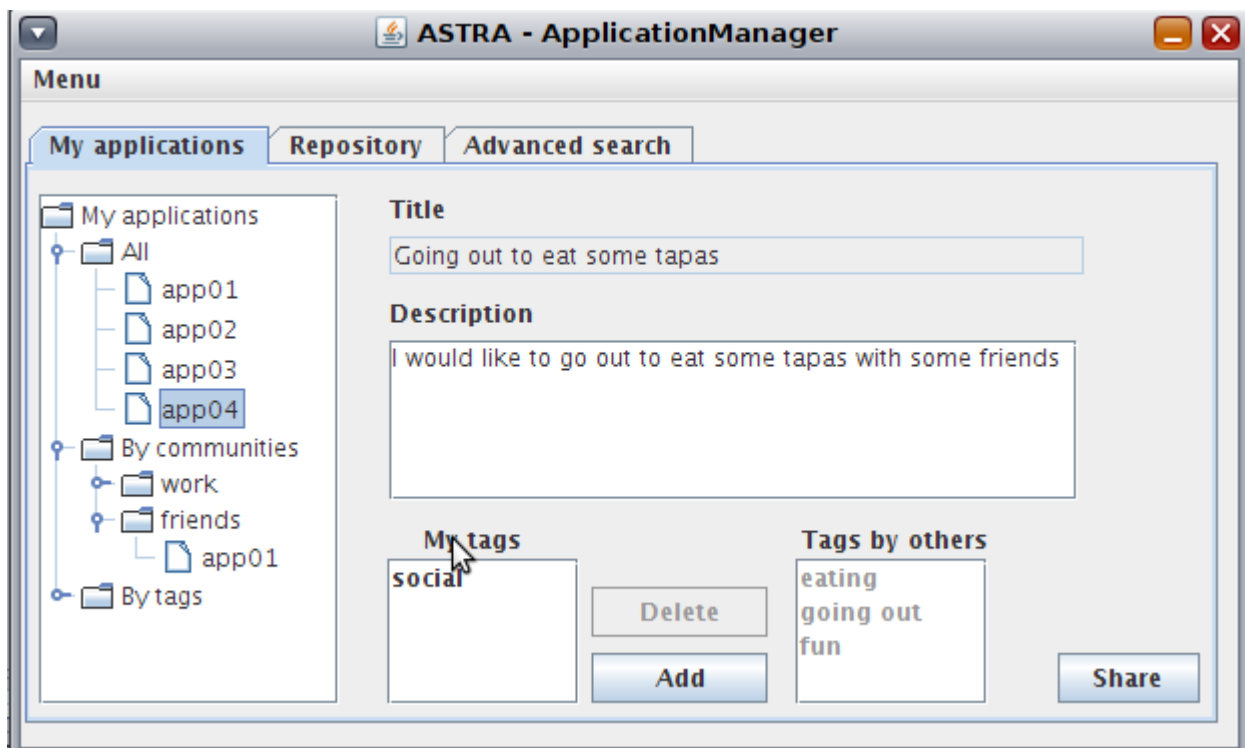 ASTRA - ApplicationManager
Menu
My applications
Repository
Advanced search
My applications
All
app01
app02
app03
app04
By communities
work
friends
app01
By tags
Title
Going out to eat some tapas
Description
I would like to go out to eat some tapas with some friends
My tags
social
Delete
Add
Tags by others
eating
going out
fun
Share